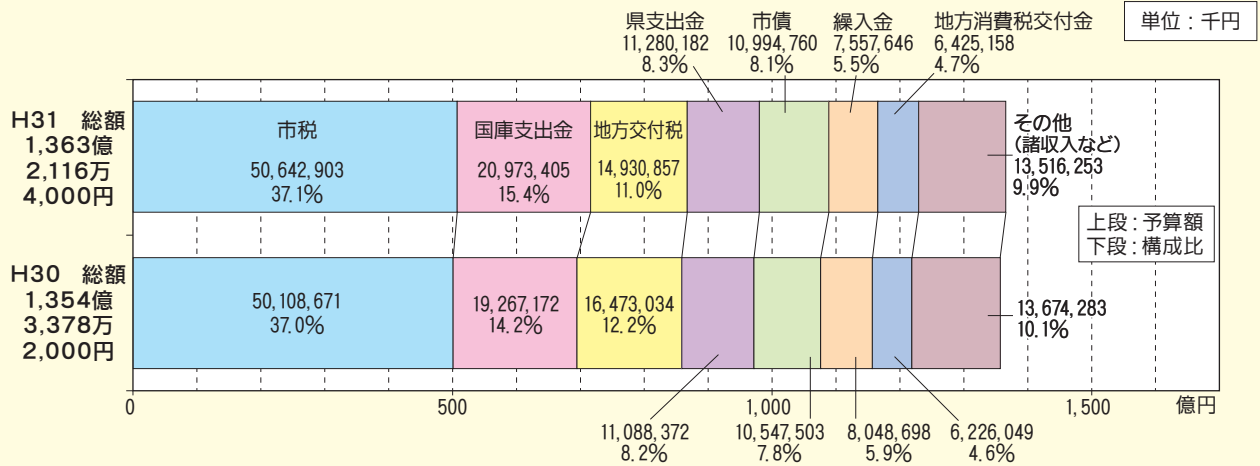 単位：千円
県支出金
11,280,182
8.3%
市債
10,994,760
8.1%
繰入金
7,557,646
5.5%
地方消費税交付金
6,425,158
4.7%
H31 総額
1,363億
2,116万
4,000円
市税
50,642,903
37.1%
国庫支出金
20,973,405
15.4%
地方交付税
14,930,857
11.0%
その他
(諸収入など)
13,516,253
9.9%
上段：予算額
下段：構成比
H30 総額
1,354億
3,378万
2,000円
50,108,671
37.0%
19,267,172
14.2%
16,473,034
12.2%
13,674,283
10.1%
0 500 1,000 1,500 億円
11,088,372
8.2%
10,547,503
7.8%
8,048,698
5.9%
6,226,049
4.6%